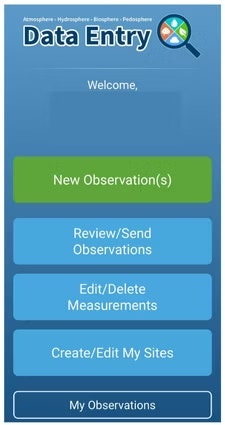 Atmosphere • Hydrosphere • Biosphere • Pedosphere
Data Entry
Welcome,
New Observation(s)
Review/Send
Observations
Edit/Delete
Measurements
Create/Edit My Sites
My Observations